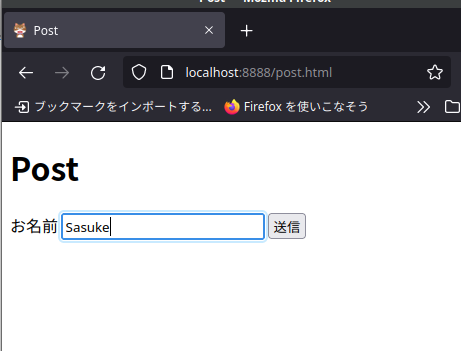 Post — Mozilla Firefox
Post
localhost:8888/post.html
ブックマークをインポートする... Firefox を使いこなそう
Post
お名前 Sasuke 送信